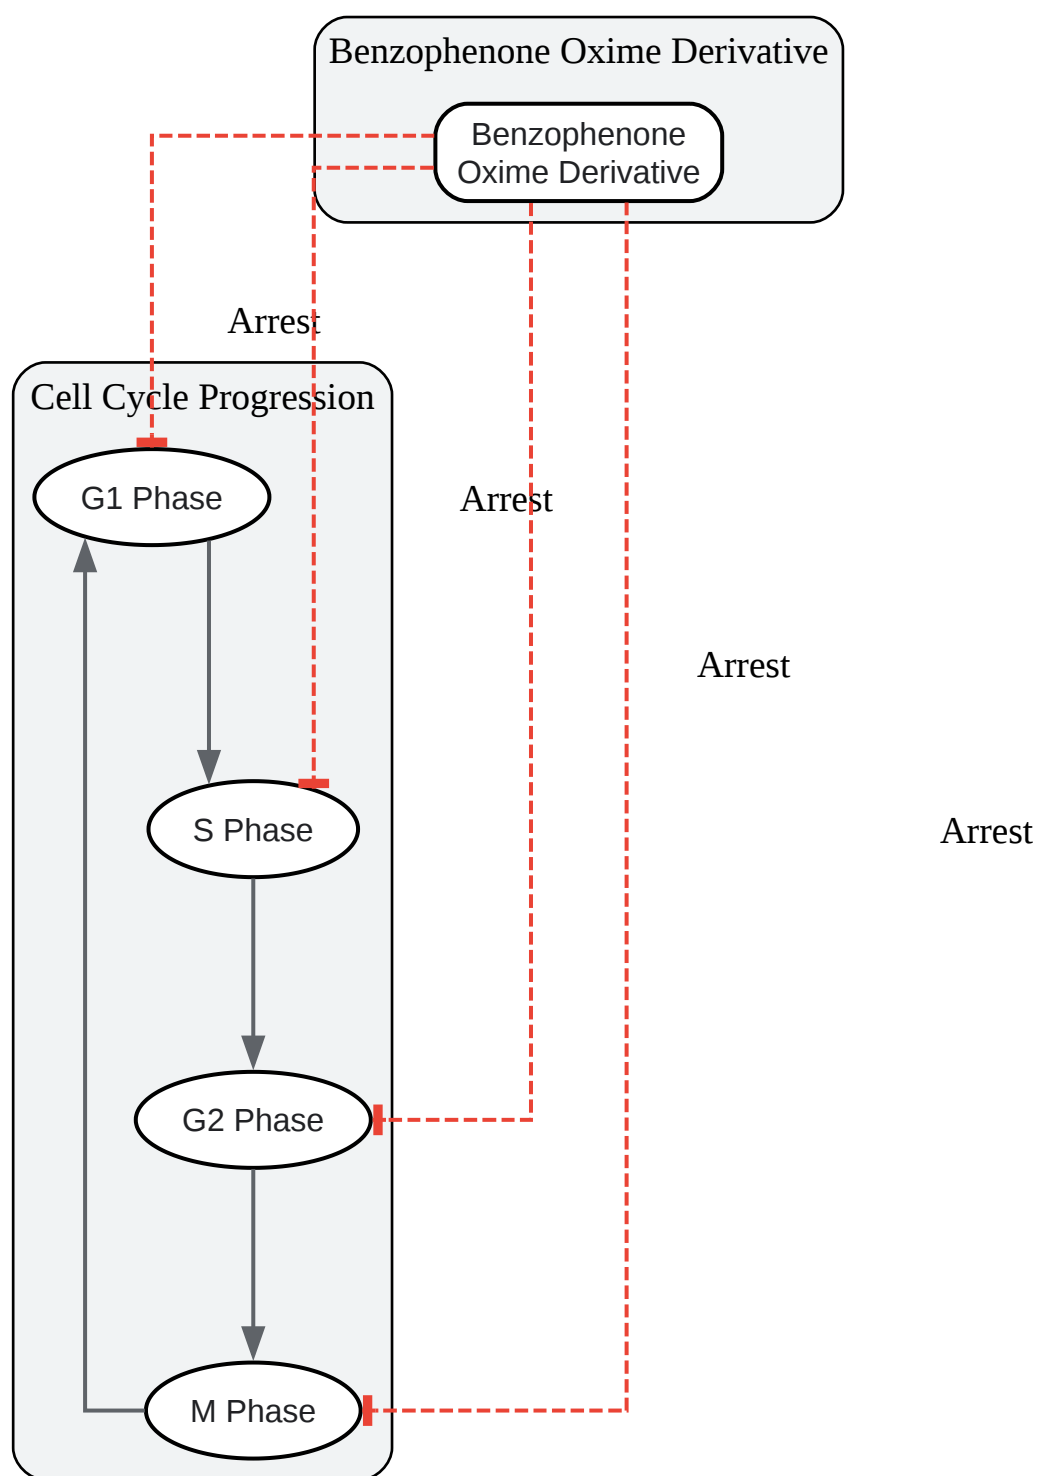 Benzophenone Oxime Derivative
Benzophenone
Oxime Derivative
Arrest
Cell Cycle Progression
G1 Phase
Arrest
Arrest
S Phase
Arrest
G2 Phase
M Phase